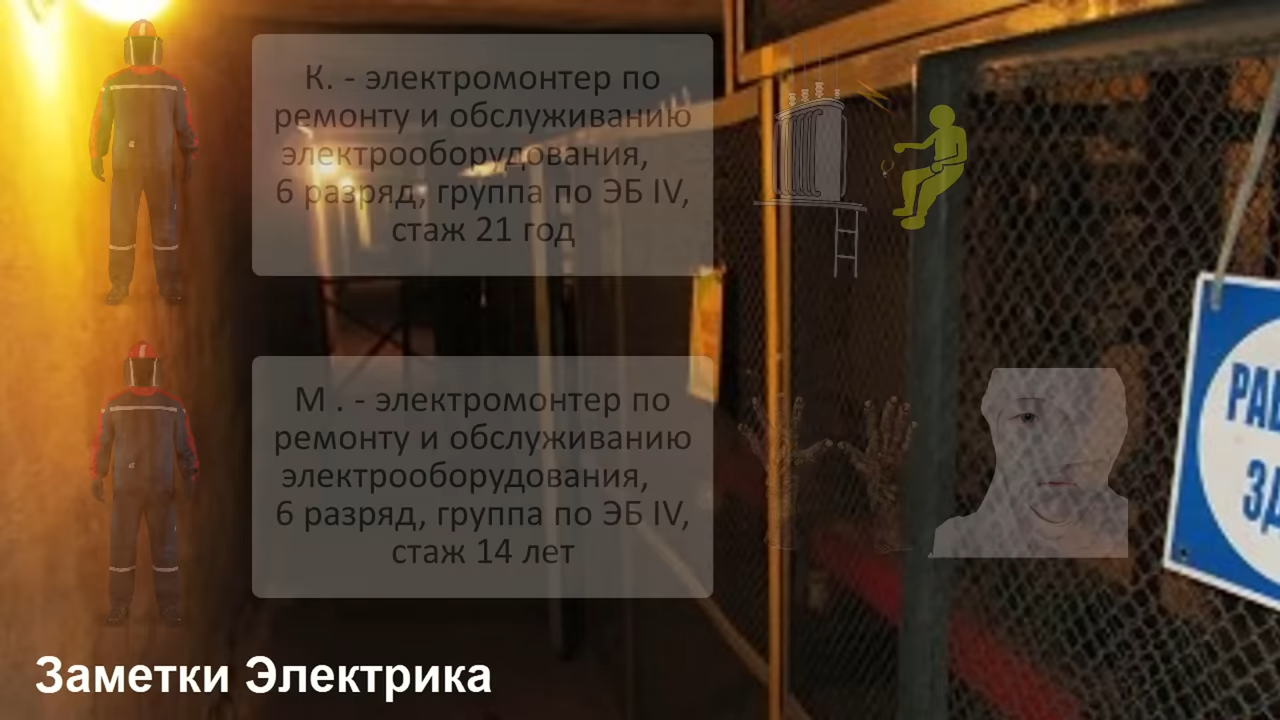 К. - электромонтер по
ремонту и обслуживанию
электрооборудования,
6 разряд, группа по ЭБ IV,
стаж 21 год
М . - электромонтер по
ремонту и обслуживанию
электрооборудования,
6 разряд, группа по ЭБ IV,
стаж 14 лет
Заметки Электрика